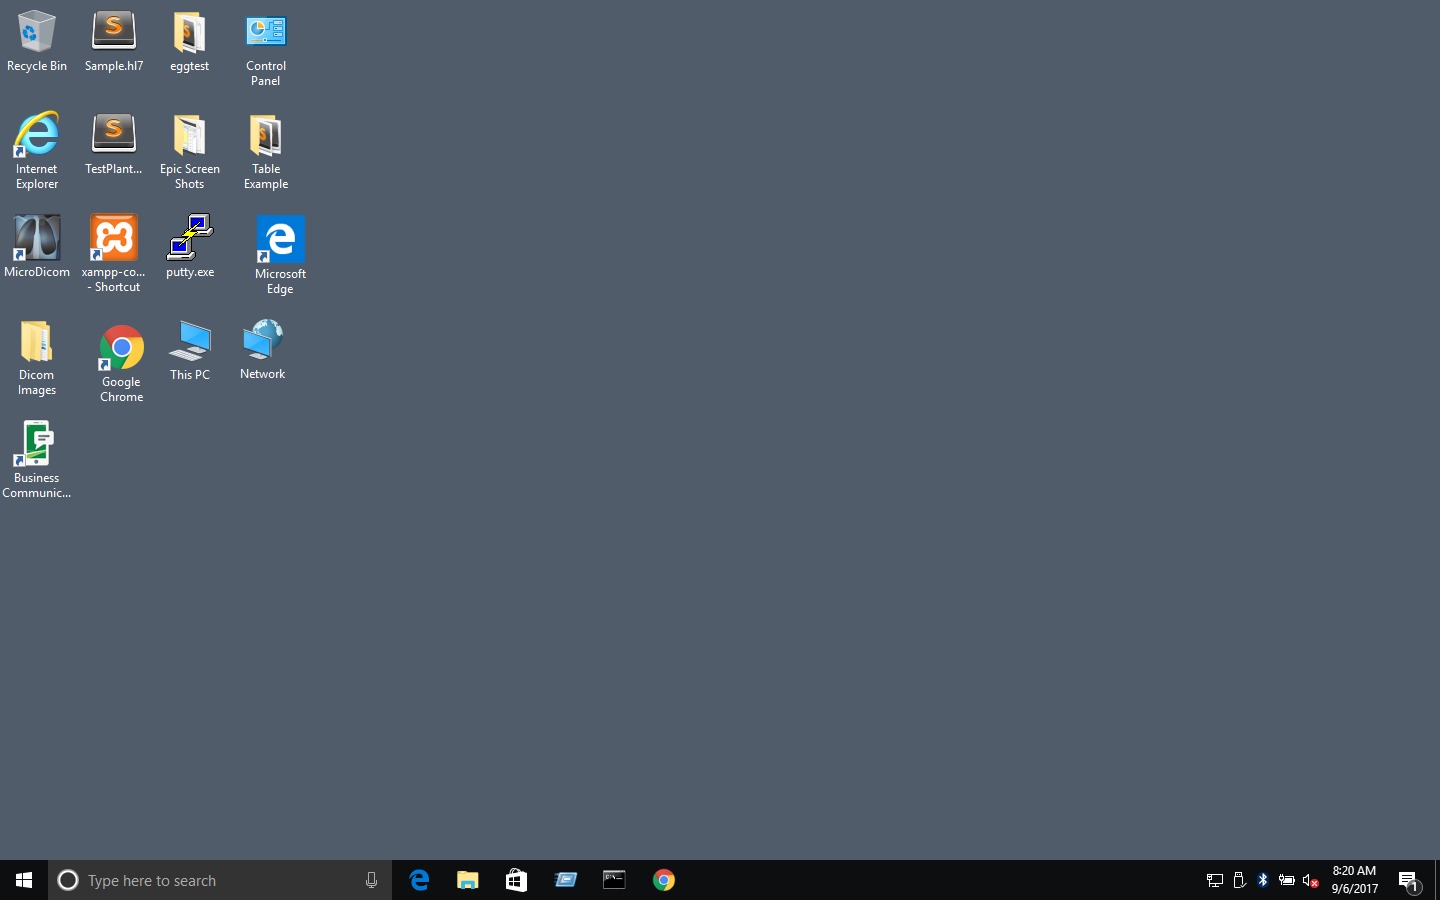 Recycle Bin
Sample.hl7
eggtest
Control
Panel
Internet
Explorer
TestPlant...
Epic Screen
Shots
Table
Example
MicroDicom
xampp-co...
- Shortcut
putty.exe
Microsoft
Edge
Dicom
Images
Google
Chrome
This PC
Network
Business
Communic...
Type here to search
8:20 AM
9/6/2017
1